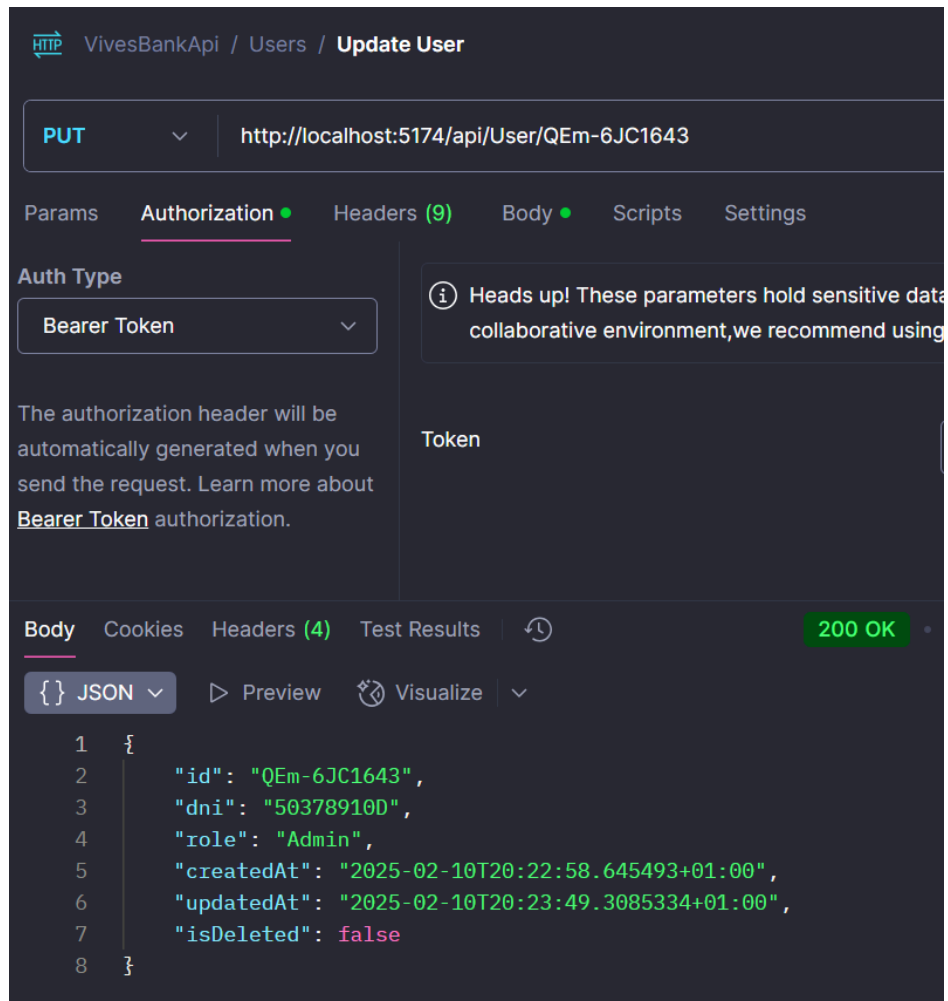 HTTP VivesBankApi / Users / Update User
PUT http://localhost:5174/api/User/QEm-6JC1643
Params Authorization Headers (9) Body Scripts Settings
Auth Type
Bearer Token
Heads up! These parameters hold sensitive data
collaborative environment,we recommend using
The authorization header will be
automatically generated when you
send the request. Learn more about
Bearer Token authorization.
Token
Body Cookies Headers (4) Test Results 200 OK
{} JSON Preview Visualize
1 {
2 "id": "QEm-6JC1643",
3 "dni": "50378910D",
4 "role": "Admin",
5 "createdAt": "2025-02-10T20:22:58.645493+01:00",
6 "updatedAt": "2025-02-10T20:23:49.3085334+01:00",
7 "isDeleted": false
8 }